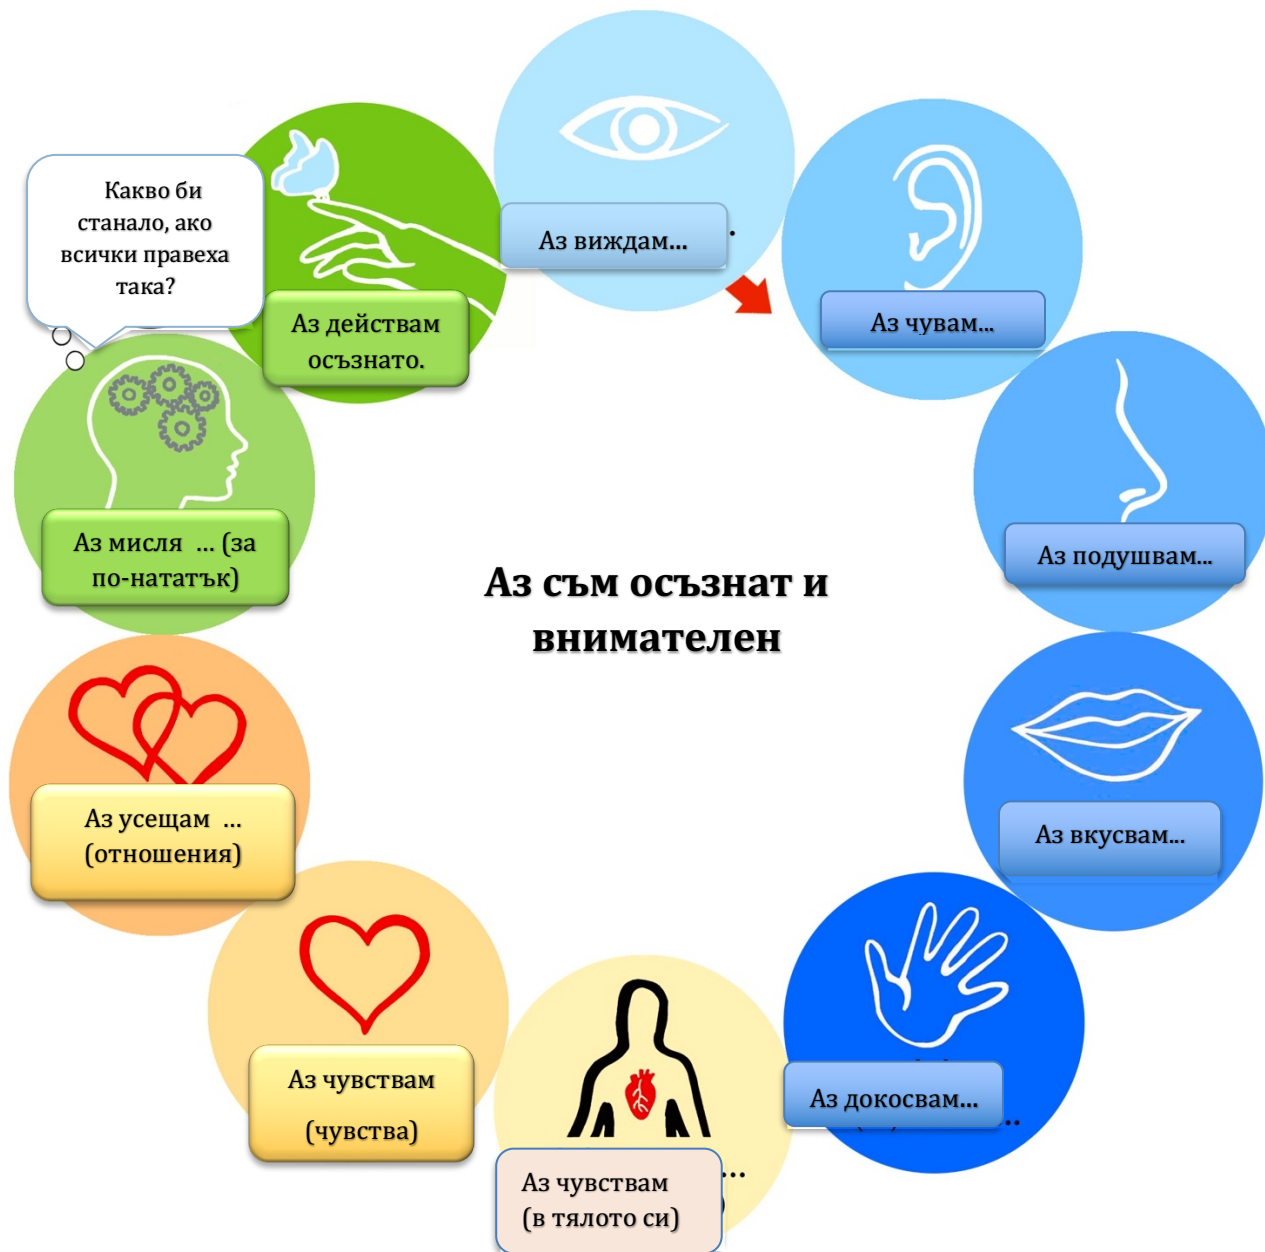 Аз виждам...
Аз чувам...
Аз подушвам...
Аз вкусвам...
Аз докосвам...
Аз чувствам
(в тялото си)
Аз чувствам
(чувства)
Аз усещам ...
(отношения)
Аз мисля ... (за
по-нататък)
Какво би
станало, ако
всички правеха
така?
Аз действам
осъзнато.
Аз съм осъзнат и
внимателен